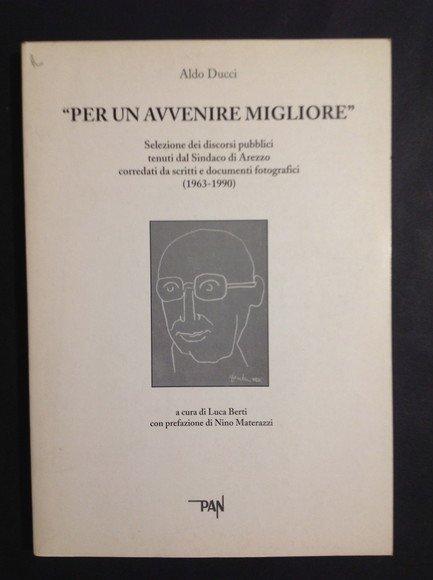 Aldo Ducci
"PER UN AVVENIRE MIGLIORE"
Selezione dei discorsi pubblici
tenuti dal Sindaco di Arezzo
corredati da scritti e documenti fotografici
(1963-1990)
a cura di Luca Berti
con prefazione di Nino Materazzi
PAN